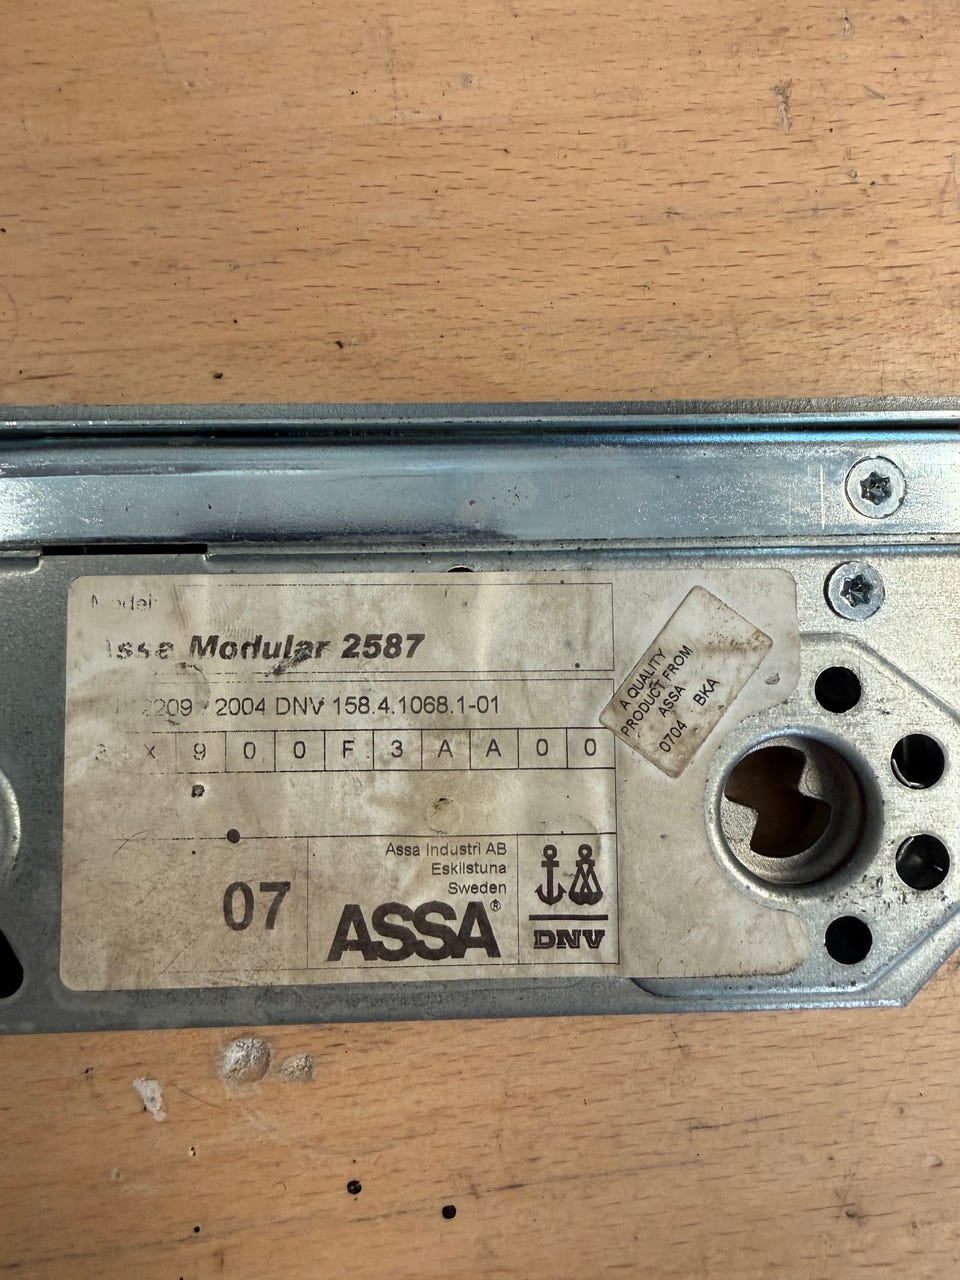 Model:
Assa Modular 2587
2209 2004 DNV 158.4.1068.1-01
X 9 0 0 F 3 A A 0 0
A QUALITY
PRODUCT FROM
ASSA
0704 BKA
07
Assa Industri AB
Eskilstuna
Sweden
ASSA®
DNV